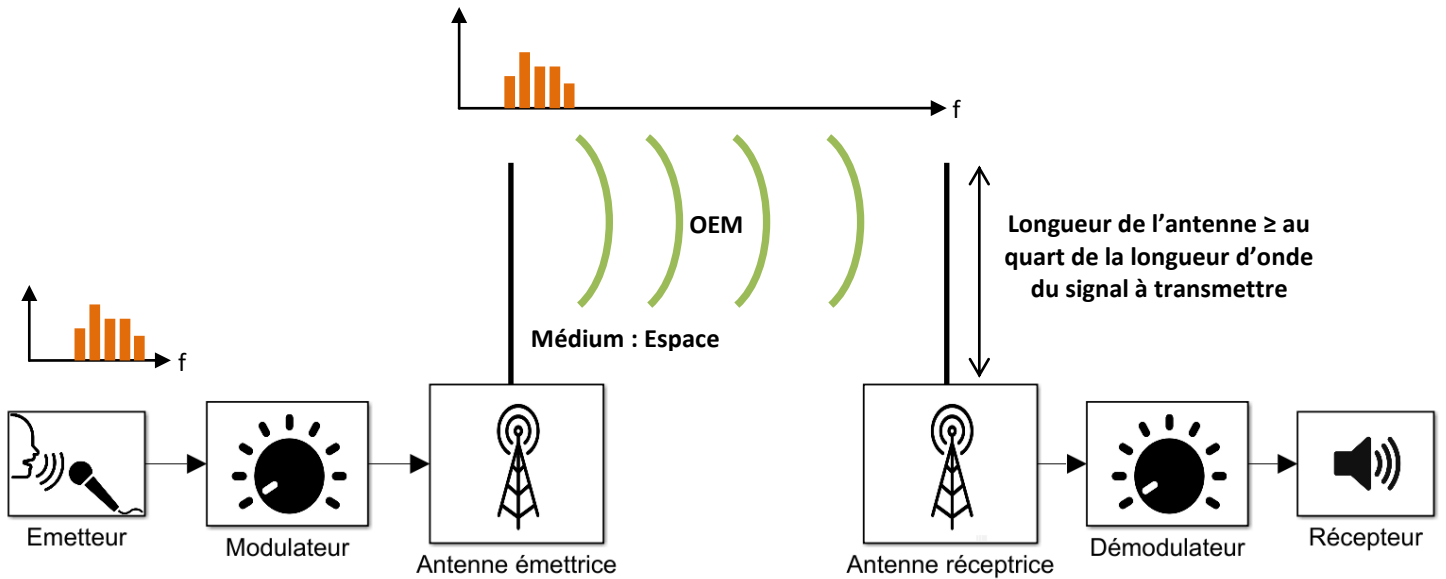 f
OEM
Longueur de l’antenne ≥ au
quart de la longueur d’onde
du signal à transmettre
Médium : Espace
f
Emetteur
Modulateur
Antenne émettrice
Antenne réceptrice
Démodulateur
Récepteur